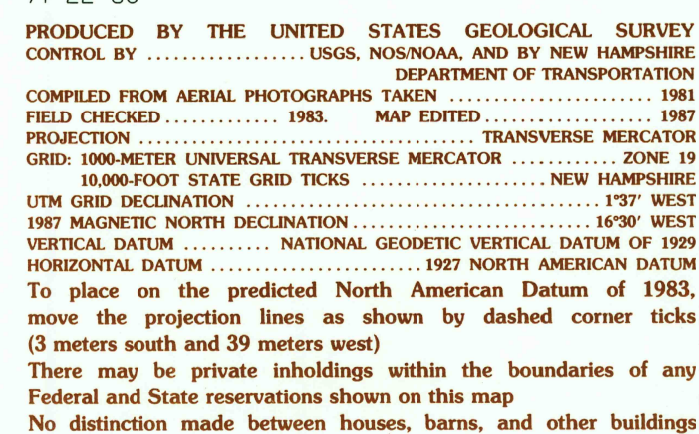 PRODUCED BY THE UNITED STATES GEOLOGICAL SURVEY
CONTROL BY .................. USGS, NOS/NOAA, AND BY NEW HAMPSHIRE
DEPARTMENT OF TRANSPORTATION
COMPILED FROM AERIAL PHOTOGRAPHS TAKEN ...................... 1981
FIELD CHECKED ............ 1983. MAP EDITED .................. 1987
PROJECTION ...................................... TRANSVERSE MERCATOR
GRID: 1000-METER UNIVERSAL TRANSVERSE MERCATOR ........... ZONE 19
10,000-FOOT STATE GRID TICKS ................... NEW HAMPSHIRE
UTM GRID DECLINATION ...................................... 1°37′ WEST
1987 MAGNETIC NORTH DECLINATION ......................... 16°30′ WEST
VERTICAL DATUM .......... NATIONAL GEODETIC VERTICAL DATUM OF 1929
HORIZONTAL DATUM ...................... 1927 NORTH AMERICAN DATUM
To place on the predicted North American Datum of 1983,
move the projection lines as shown by dashed corner ticks
(3 meters south and 39 meters west)
There may be private inholdings within the boundaries of any
Federal and State reservations shown on this map
No distinction made between houses, barns, and other buildings